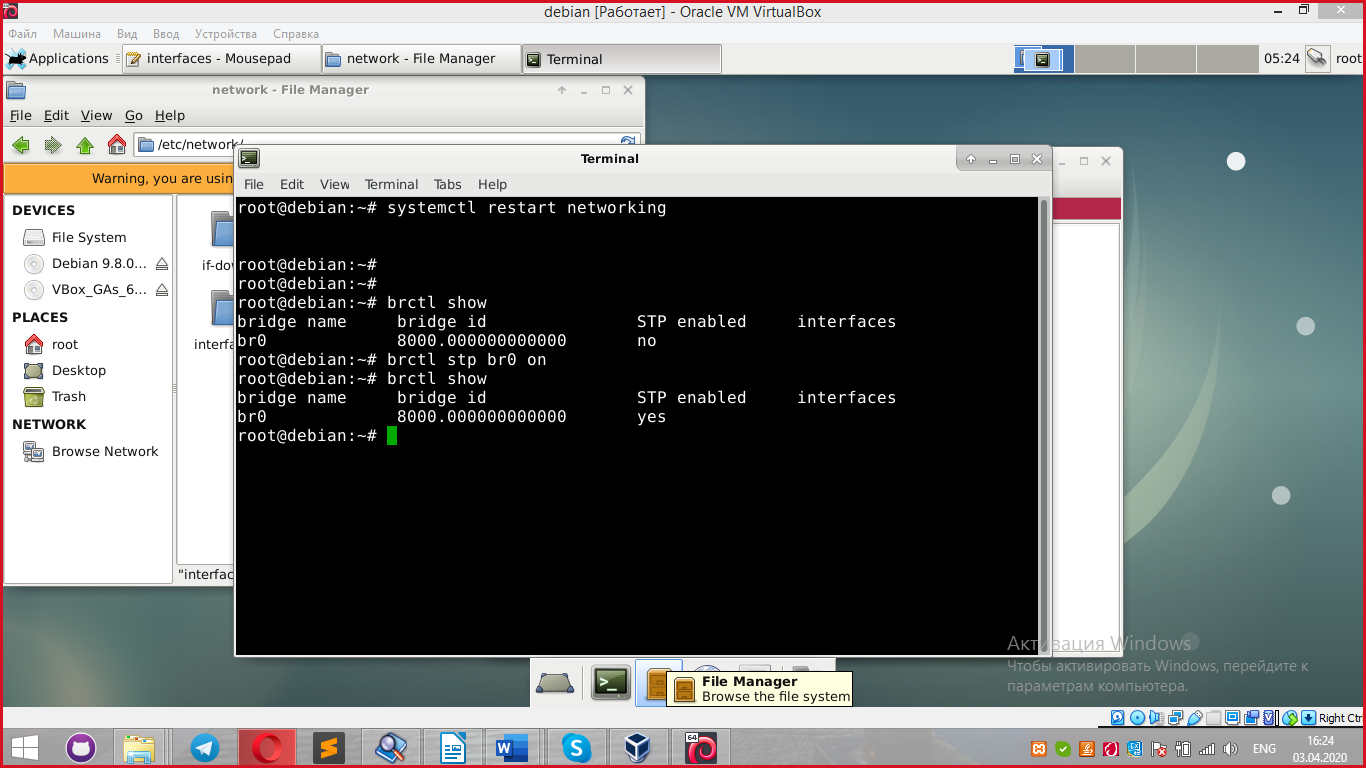 debian [Работает] - Oracle VM VirtualBox
Файл Машина Вид Ввод Устройства Справка
Applications interfaces - Mousepad network - File Manager Terminal 05:24 root
network - File Manager
File Edit View Go Help
/etc/network/
Warning, you are usin
DEVICES
File System
Debian 9.8.0...
VBox_GAs_6...
PLACES
root
Desktop
Trash
NETWORK
Browse Network
if-do
interfa
"interfac
Terminal
File Edit View Terminal Tabs Help
root@debian:~# systemctl restart networking
root@debian:~#
root@debian:~#
root@debian:~# brctl show
bridge name bridge id STP enabled interfaces
br0 8000.000000000000 no
root@debian:~# brctl stp br0 on
root@debian:~# brctl show
bridge name bridge id STP enabled interfaces
br0 8000.000000000000 yes
root@debian:~#
Активация Windows
Чтобы активировать Windows, перейдите к
параметрам компьютера.
File Manager
Browse the file system
Right Ctr
64
ENG
16:24
03.04.2020